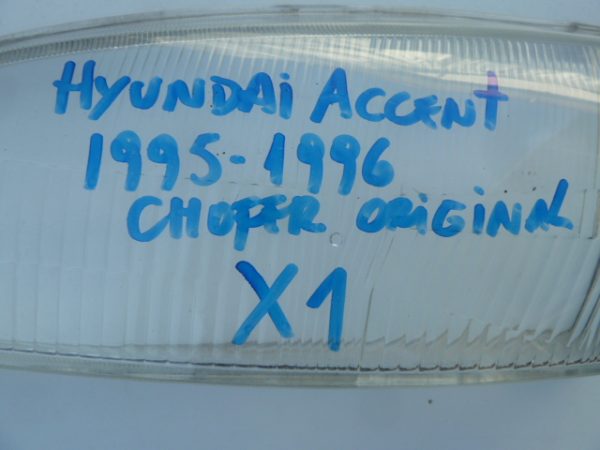 HYUNDAi ACCENT
1995-1996
CHOFER ORiGiNAL
X1